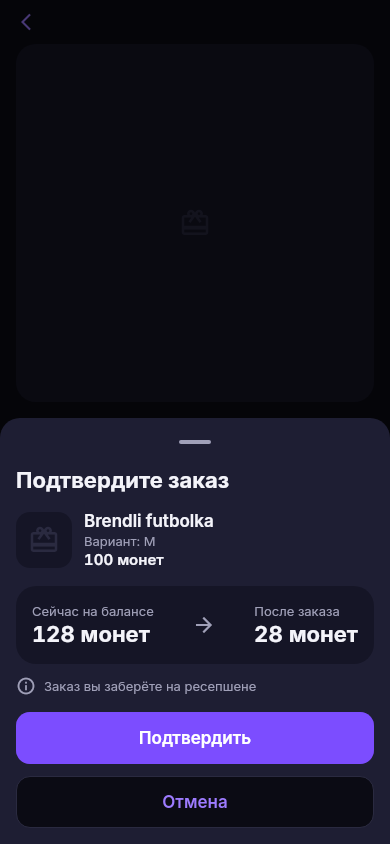 Подтвердите заказ
Brendli futbolka
Вариант: M
100 монет
Сейчас на балансе
128 монет
После заказа
28 монет
Заказ вы заберёте на ресепшене
Подтвердить
Отмена